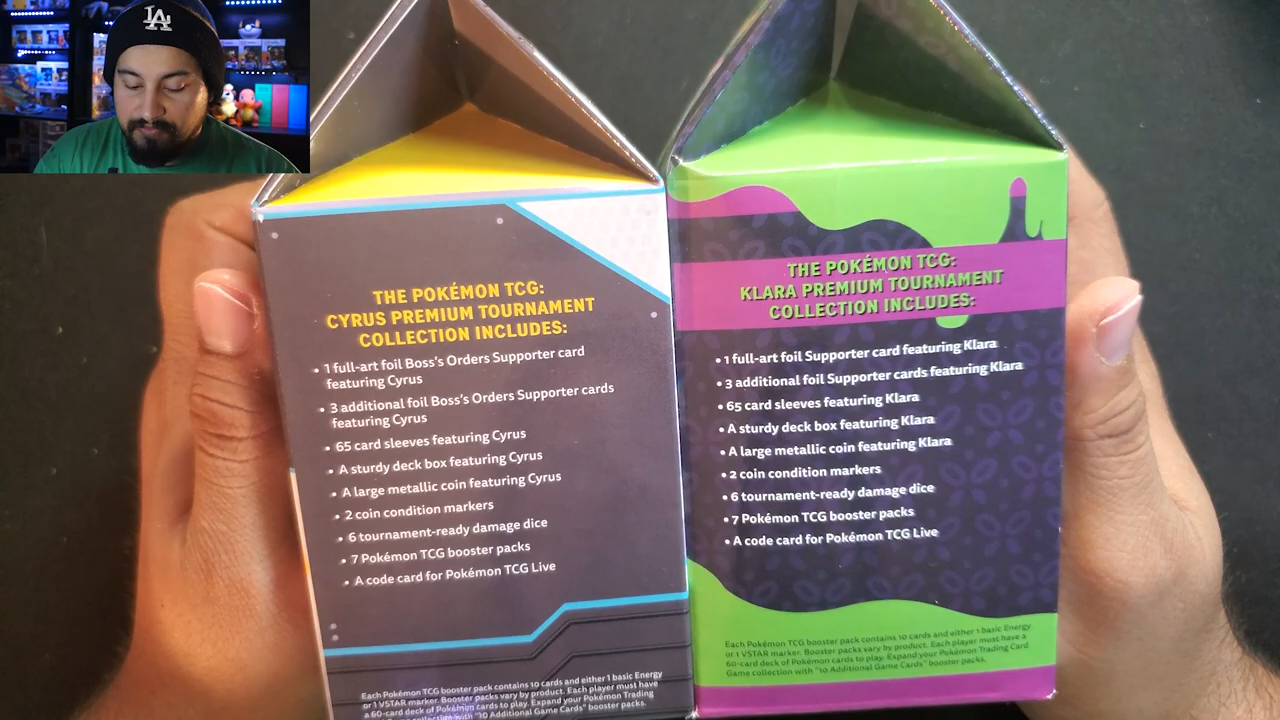 LA
THE POKÉMON TCG:
CYRUS PREMIUM TOURNAMENT
COLLECTION INCLUDES:
• 1 full-art foil Boss's Orders Supporter card
featuring Cyrus
• 3 additional foil Boss's Orders Supporter cards
featuring Cyrus
• 65 card sleeves featuring Cyrus
• A sturdy deck box featuring Cyrus
• A large metallic coin featuring Cyrus
• 2 coin condition markers
• 6 tournament-ready damage dice
• 7 Pokémon TCG booster packs
• A code card for Pokémon TCG Live
Each Pokémon TCG booster pack contains 10 cards and either 1 basic Energy
or 1 VSTAR marker. Booster packs vary by product. Each player must have
a 60-card deck of Pokémon cards to play. Expand your Pokémon Trading
collection with "10 Additional Game Cards" booster packs.
THE POKÉMON TCG:
KLARA PREMIUM TOURNAMENT
COLLECTION INCLUDES:
• 1 full-art foil Supporter card featuring Klara
• 3 additional foil Supporter cards featuring Klara
• 65 card sleeves featuring Klara
• A sturdy deck box featuring Klara
• A large metallic coin featuring Klara
• 2 coin condition markers
• 6 tournament-ready damage dice
• 7 Pokémon TCG booster packs
• A code card for Pokémon TCG Live
Each Pokémon TCG booster pack contains 10 cards and either 1 basic Energy
or 1 VSTAR marker. Booster packs vary by product. Each player must have a
60-card deck of Pokémon cards to play. Expand your Pokémon Trading Card
Game collection with "10 Additional Game Cards" booster packs.